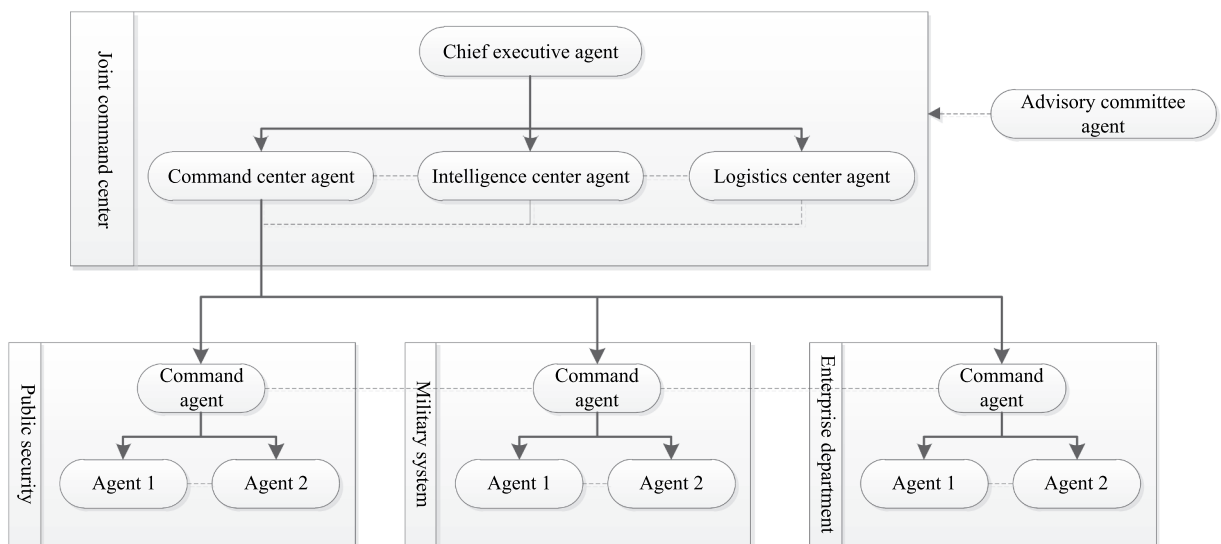 Joint command center
Chief executive agent
Advisory committee
agent
Command center agent
Intelligence center agent
Logistics center agent
Public security
Command
agent
Agent 1
Agent 2
Military system
Command
agent
Agent 1
Agent 2
Enterprise department
Command
agent
Agent 1
Agent 2